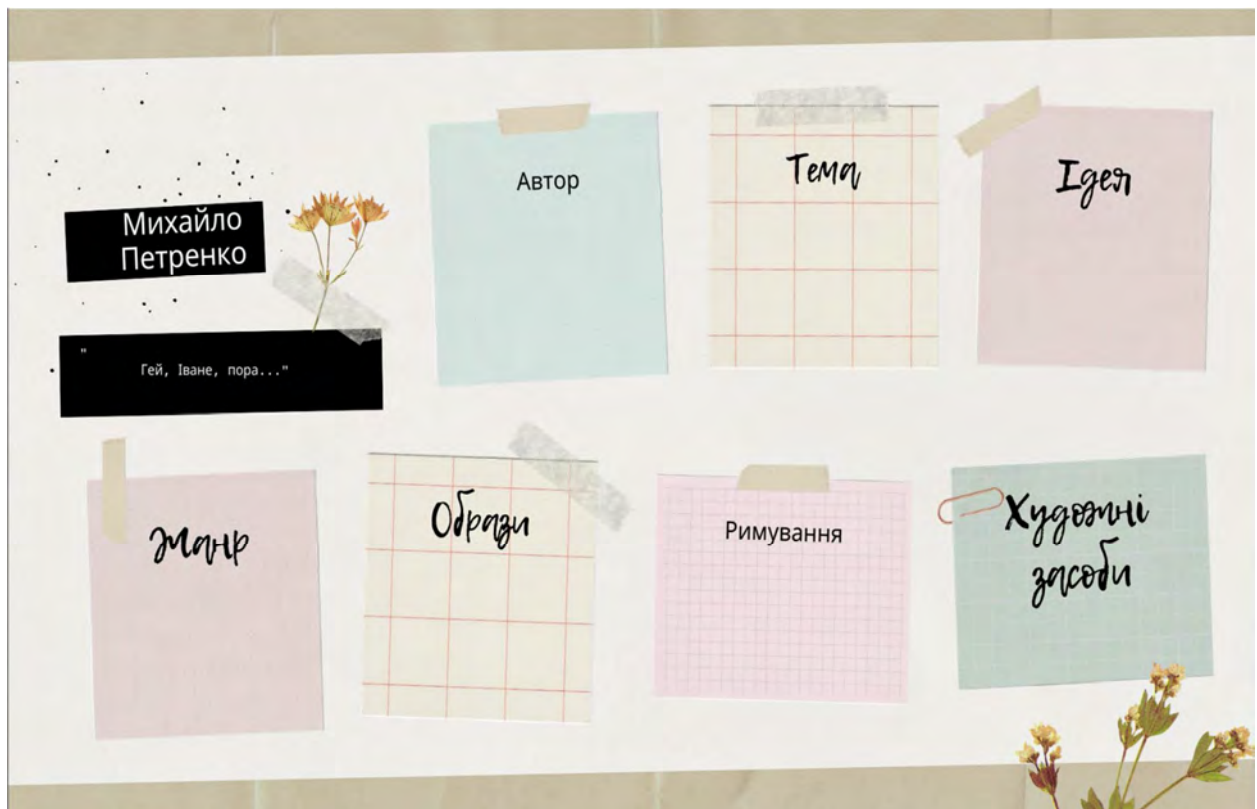 Михайло
Петренко
"
Гей, Іване, пора..."
Автор
Тема
Ідея
Жанр
Образи
Римування
Художні
засоби